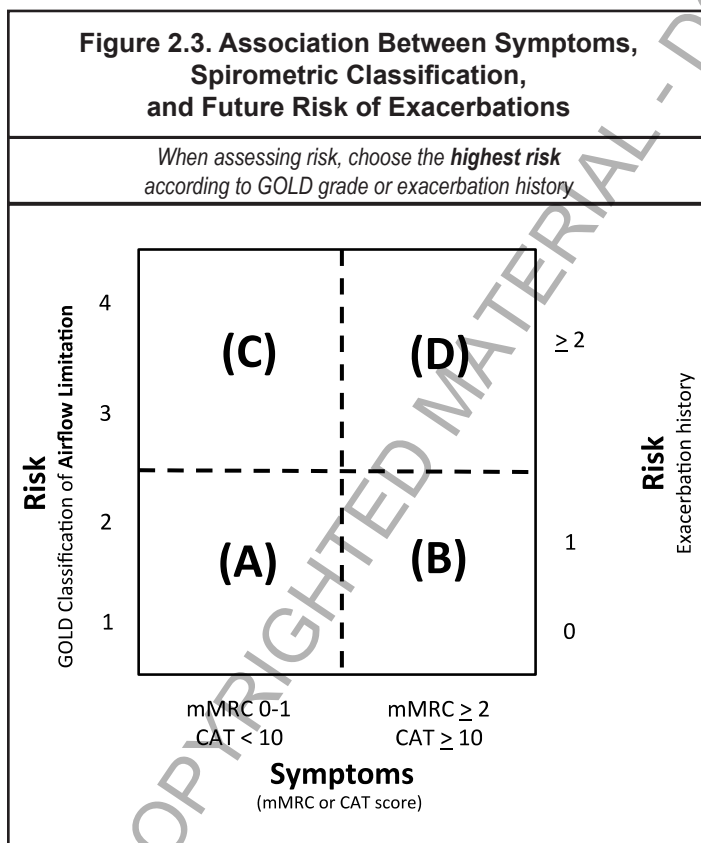 Figure 2.3. Association Between Symptoms,
Spirometric Classification,
and Future Risk of Exacerbations
When assessing risk, choose the highest risk
according to GOLD grade or exacerbation history
Risk
GOLD Classification of Airflow Limitation
4
3
2
1
(C)
(D)
(A)
(B)
≥ 2
1
0
Risk
Exacerbation history
mMRC 0-1
CAT < 10
mMRC ≥ 2
CAT ≥ 10
Symptoms
(mMRC or CAT score)
OPYRIGHTED MATERIAL - D